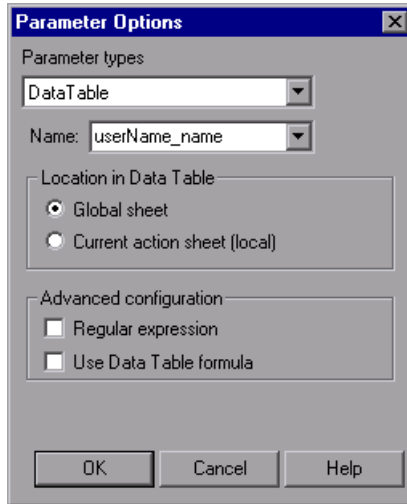 Parameter Options
Parameter types
DataTable
Name: userName_name
Location in Data Table
Global sheet
Current action sheet (local)
Advanced configuration
Regular expression
Use Data Table formula
OK Cancel Help